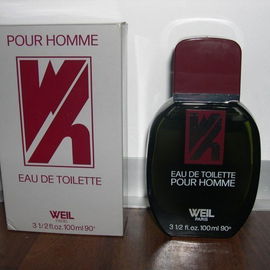 POUR HOMME
EAU DE TOILETTE
WEIL
PARIS
3 1/2 fl.oz. 100ml 90°
EAU DE TOILETTE
POUR HOMME
WEIL
PARIS
3 1/2 fl.oz. 100ml 90°